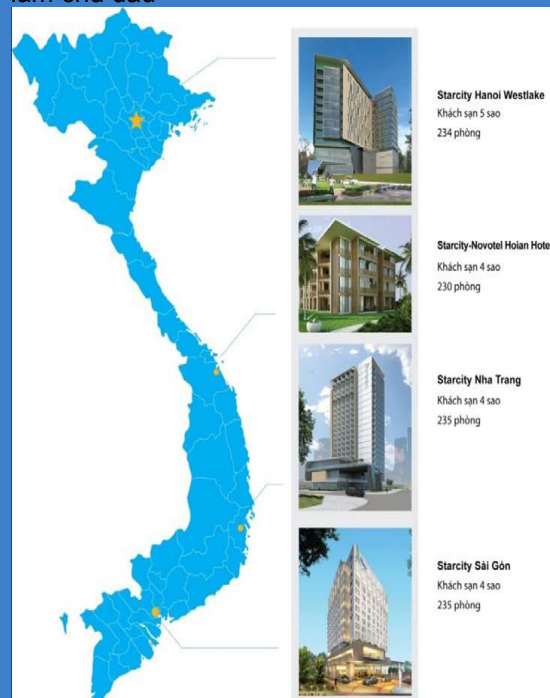 Starcity Hanoi Westlake
Khách sạn 5 sao
234 phòng
Starcity-Novotel Hoian Hote
Khách sạn 4 sao
230 phòng
Starcity Nha Trang
Khách sạn 4 sao
235 phòng
Starcity Sài Gòn
Khách sạn 4 sao
235 phòng